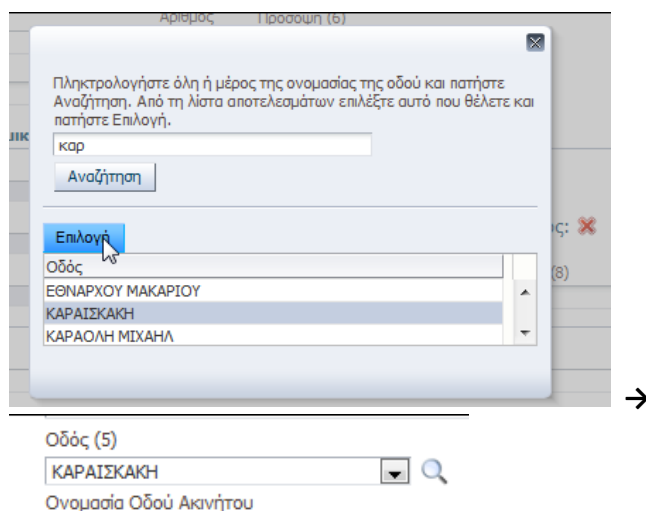 Αριθμός Πρόσοψη (6)
Πληκτρολογήστε όλη ή μέρος της ονομασίας της οδού και πατήστε
Αναζήτηση. Από τη λίστα αποτελεσμάτων επιλέξτε αυτό που θέλετε και
πατήστε Επιλογή.
καρ
Αναζήτηση
Επιλογή
Οδός
(8)
ΕΘΝΑΡΧΟΥ ΜΑΚΑΡΙΟΥ
ΚΑΡΑΙΣΚΑΚΗ
ΚΑΡΑΟΛΗ ΜΙΧΑΗΛ
→
Οδός (5)
ΚΑΡΑΙΣΚΑΚΗ
Ονομασία Οδού Ακινήτου